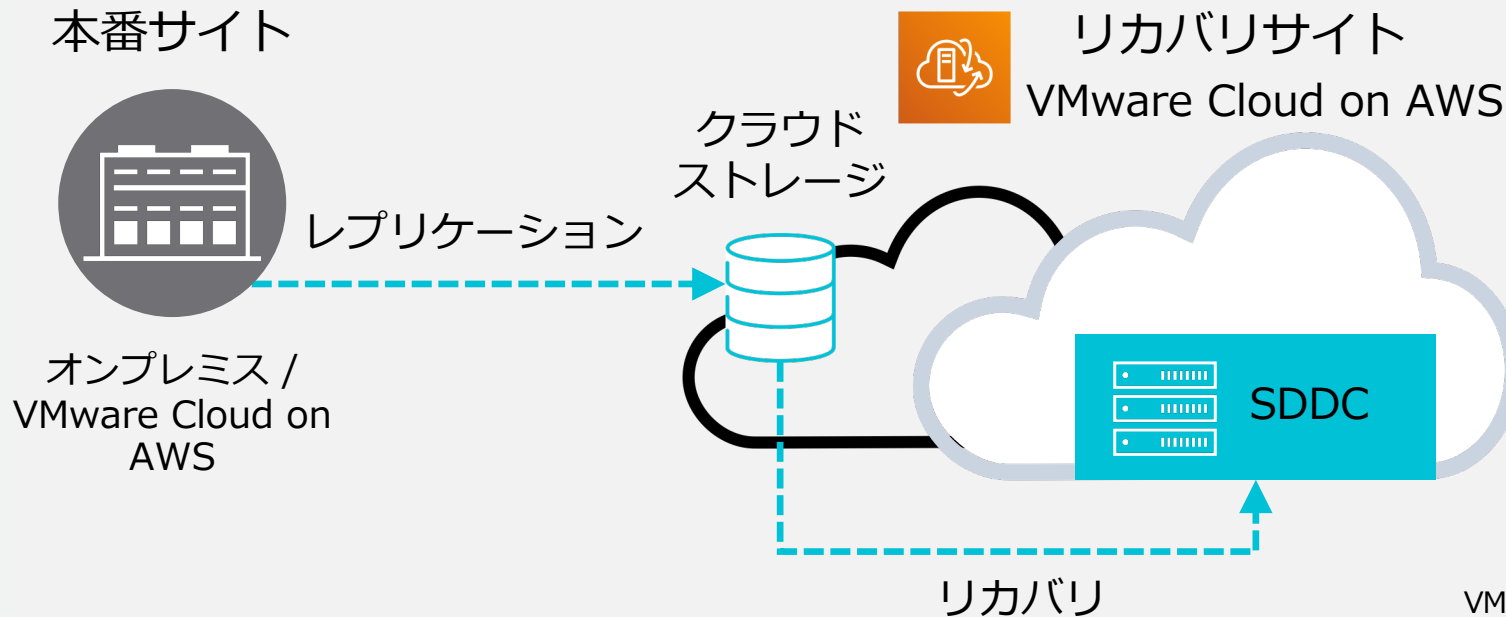 本番サイト
リカバリサイト
VMware Cloud on AWS
クラウド
ストレージ
レプリケーション
オンプレミス /
VMware Cloud on
AWS
SDDC
リカバリ
VM